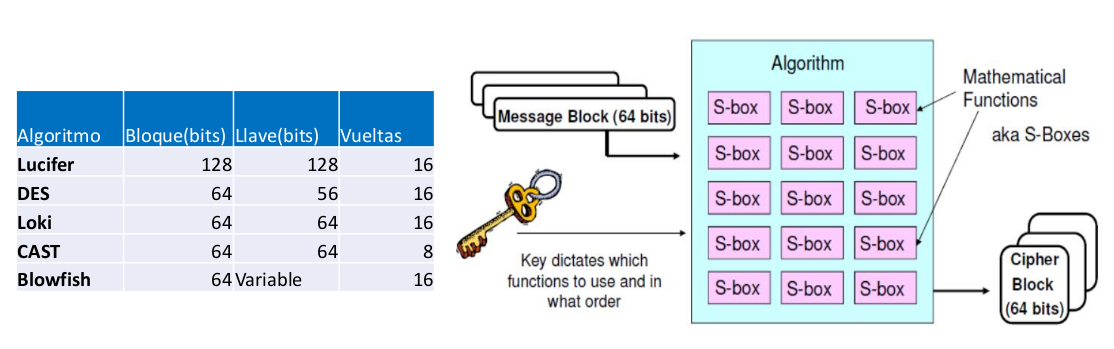 Algoritmo Bloque(bits) Llave(bits) Vueltas
Lucifer 128 128 16
DES 64 56 16
Loki 64 64 16
CAST 64 64 8
Blowfish 64 Variable 16
Message Block (64 bits)
Key dictates which
functions to use and in
what order
Algorithm
S-box S-box S-box
S-box S-box S-box
S-box S-box S-box
S-box S-box S-box
S-box S-box S-box
Mathematical
Functions
aka S-Boxes
Cipher
Block
(64 bits)